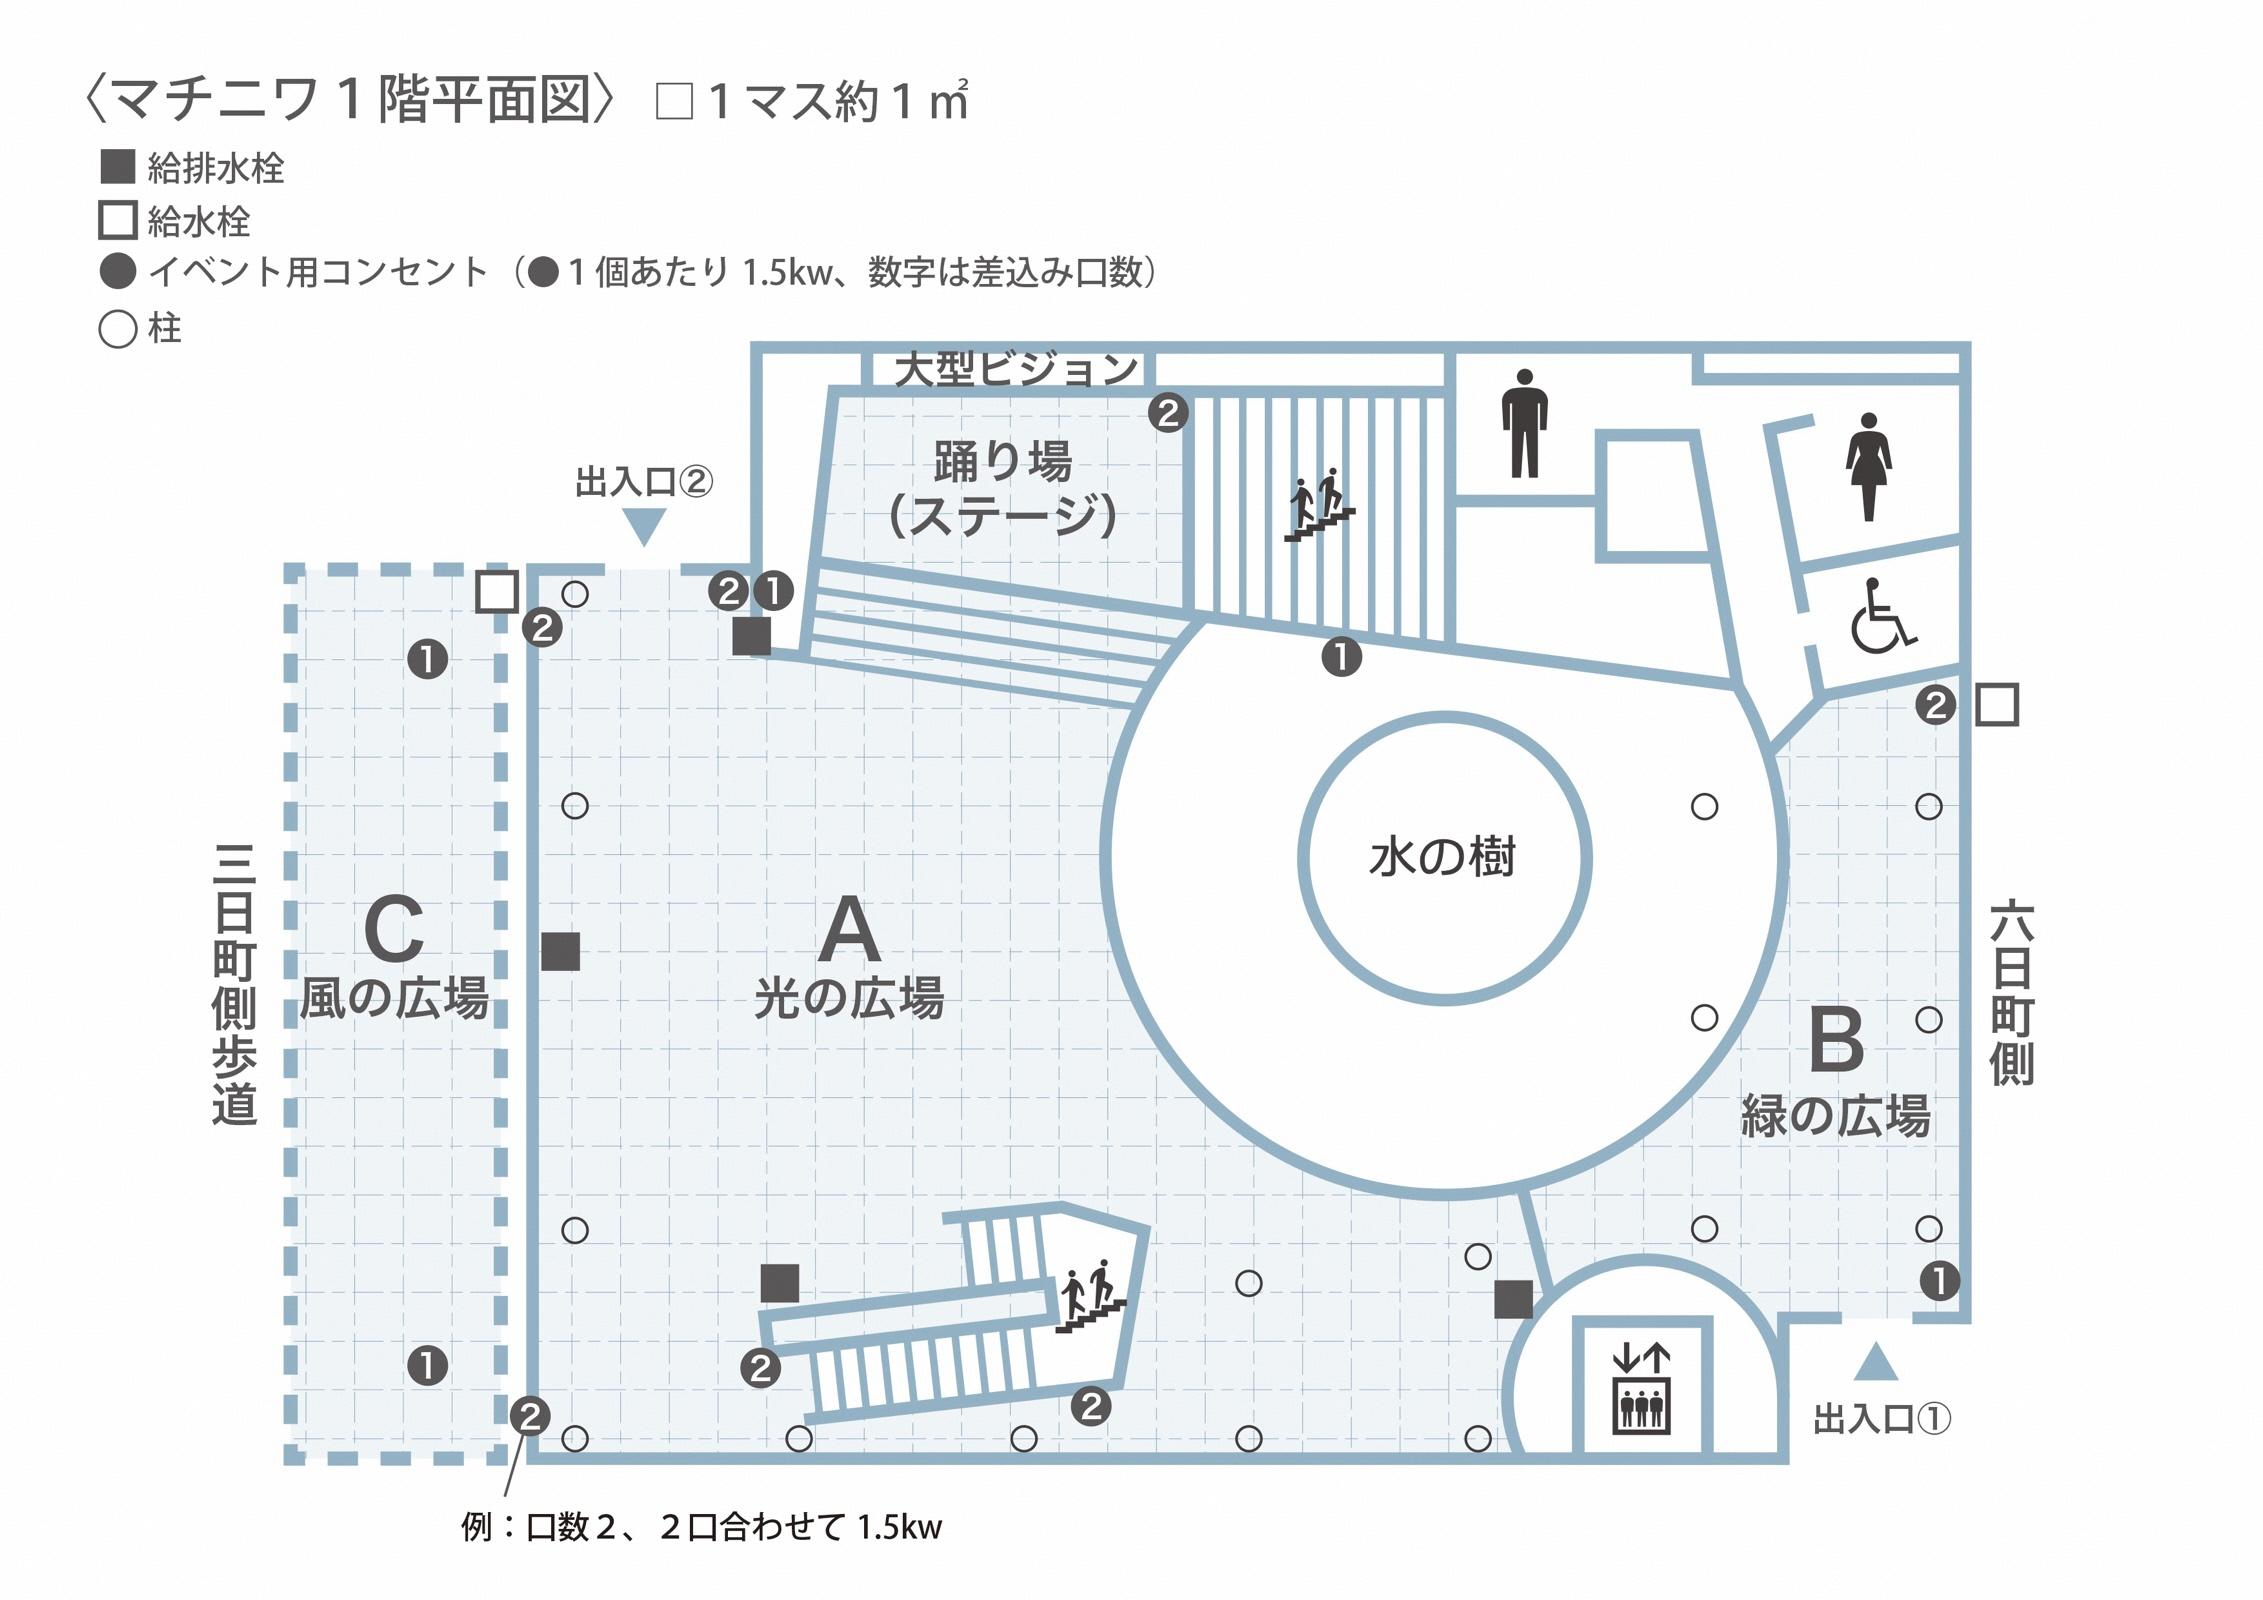 〈マチニワ１階平面図〉 □１マス約１㎡
■ 給排水栓
□ 給水栓
● イベント用コンセント（●１個あたり 1.5kw、数字は差込み口数）
○ 柱
大型ビジョン
2
踊り場
（ステージ）
出入口②
2 1
2
1
1
2
水の樹
三日町側歩道
C
風の広場
A
光の広場
B
緑の広場
六日町側
1
1
2
2
2
出入口①
例：口数２、２口合わせて 1.5kw